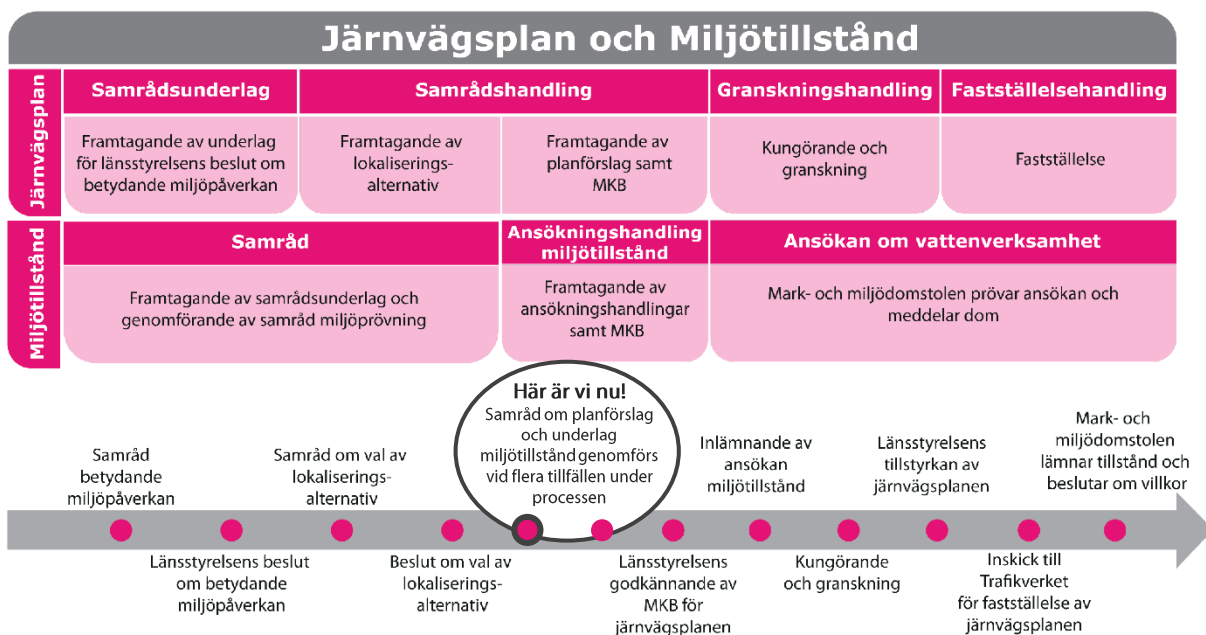 Järnvägsplan och Miljötillstånd
Järnvägsplan
Samrådsunderlag
Samrådshandling
Granskningshandling
Fastställelsehandling
Framtagande av underlag
för länsstyrelsens beslut om
betydande miljöpåverkan
Framtagande av
lokaliserings-
alternativ
Framtagande av
planförslag samt
MKB
Kungörande och
granskning
Fastställelse
Miljötillstånd
Samråd
Ansökningshandling
miljötillstånd
Ansökan om vattenverksamhet
Framtagande av samrådsunderlag och
genomförande av samråd miljöprövning
Framtagande av
ansökningshandlingar
samt MKB
Mark- och miljödomstolen prövar ansökan och
meddelar dom
Samråd
betydande
miljöpåverkan
Länsstyrelsens beslut
om betydande
miljöpåverkan
Samråd om val av
lokaliserings-
alternativ
Beslut om val av
lokaliserings-
alternativ
Här är vi nu!
Samråd om planförslag
och underlag
miljötillstånd genomförs
vid flera tillfällen under
processen
Länsstyrelsens
godkännande av
MKB för
järnvägsplanen
Inlämnande av
ansökan
miljötillstånd
Kungörande
och granskning
Länsstyrelsens
tillstyrkan av
järnvägsplanen
Inskick till
Trafikverket
för fastställelse av
järnvägsplanen
Mark- och
miljödomstolen
lämnar tillstånd och
beslutar om villkor